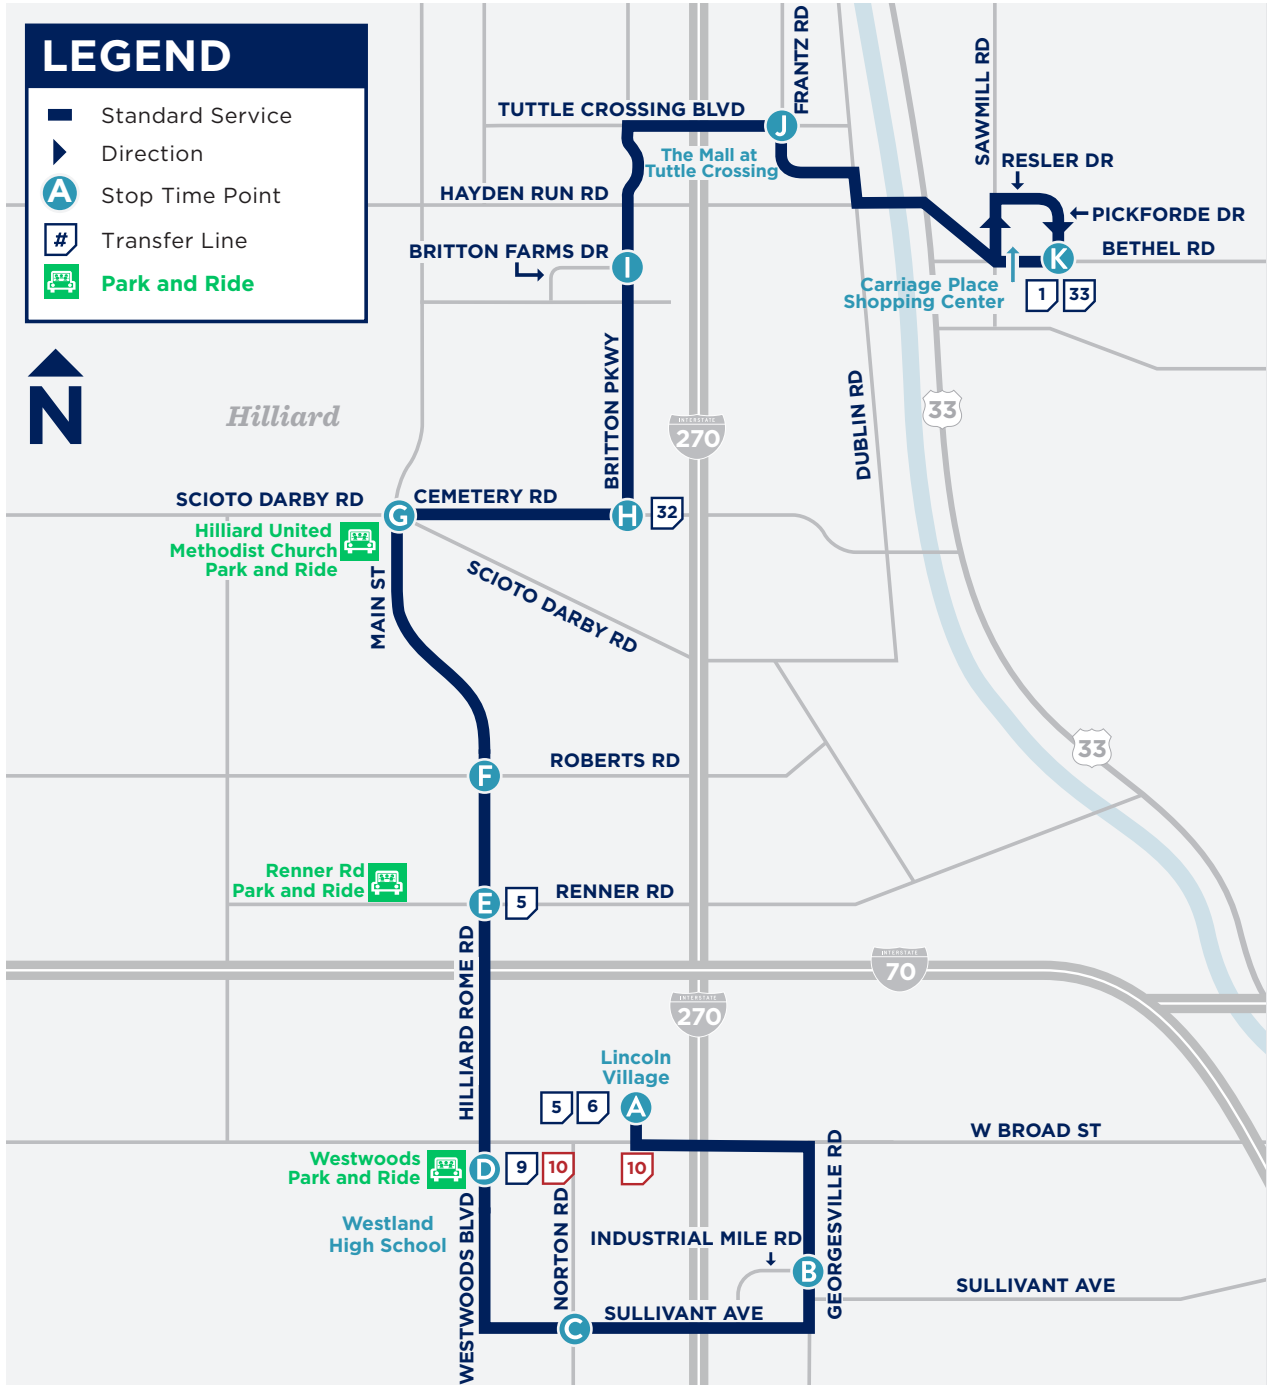 LEGEND
Standard Service
Direction
A
Stop Time Point
#
Transfer Line
Park and Ride
N
Hilliard
FRANTZ RD
TUTTLE CROSSING BLVD
J
The Mall at
Tuttle Crossing
SAWMILL RD
RESLER DR
PICKFORDE DR
HAYDEN RUN RD
BRITTON FARMS DR
I
BETHEL RD
K
Carriage Place
Shopping Center
1
33
BRITTON PKWY
INTERSTATE
270
DUBLIN RD
33
SCIOTO DARBY RD
CEMETERY RD
G
H
32
Hilliard United
Methodist Church
Park and Ride
MAIN ST
SCIOTO DARBY RD
33
ROBERTS RD
F
Renner Rd
Park and Ride
E
5
RENNER RD
HILLIARD ROME RD
INTERSTATE
70
INTERSTATE
270
Lincoln
Village
5
6
A
W BROAD ST
Westwoods
Park and Ride
D
9
10
10
Westland
High School
WESTWOODS BLVD
NORTON RD
INDUSTRIAL MILE RD
B
GEORGESVILLE RD
SULLIVANT AVE
SULLIVANT AVE
C